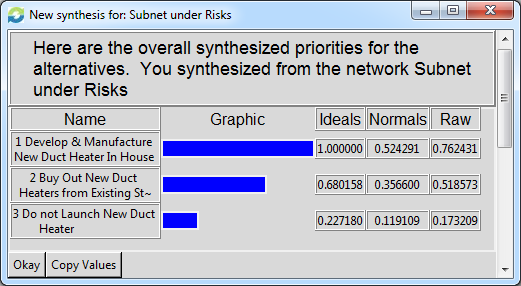 New synthesis for: Subnet under Risks
Here are the overall synthesized priorities for the
alternatives.  You synthesized from the network Subnet
under Risks
Name Graphic Ideals Normals Raw
1 Develop & Manufacture
New Duct Heater In House
1.000000 0.524291 0.762431
2 Buy Out New Duct
Heaters from Existing St~
0.680158 0.356600 0.518573
3 Do not Launch New Duct
Heater
0.227180 0.119109 0.173209
Okay Copy Values